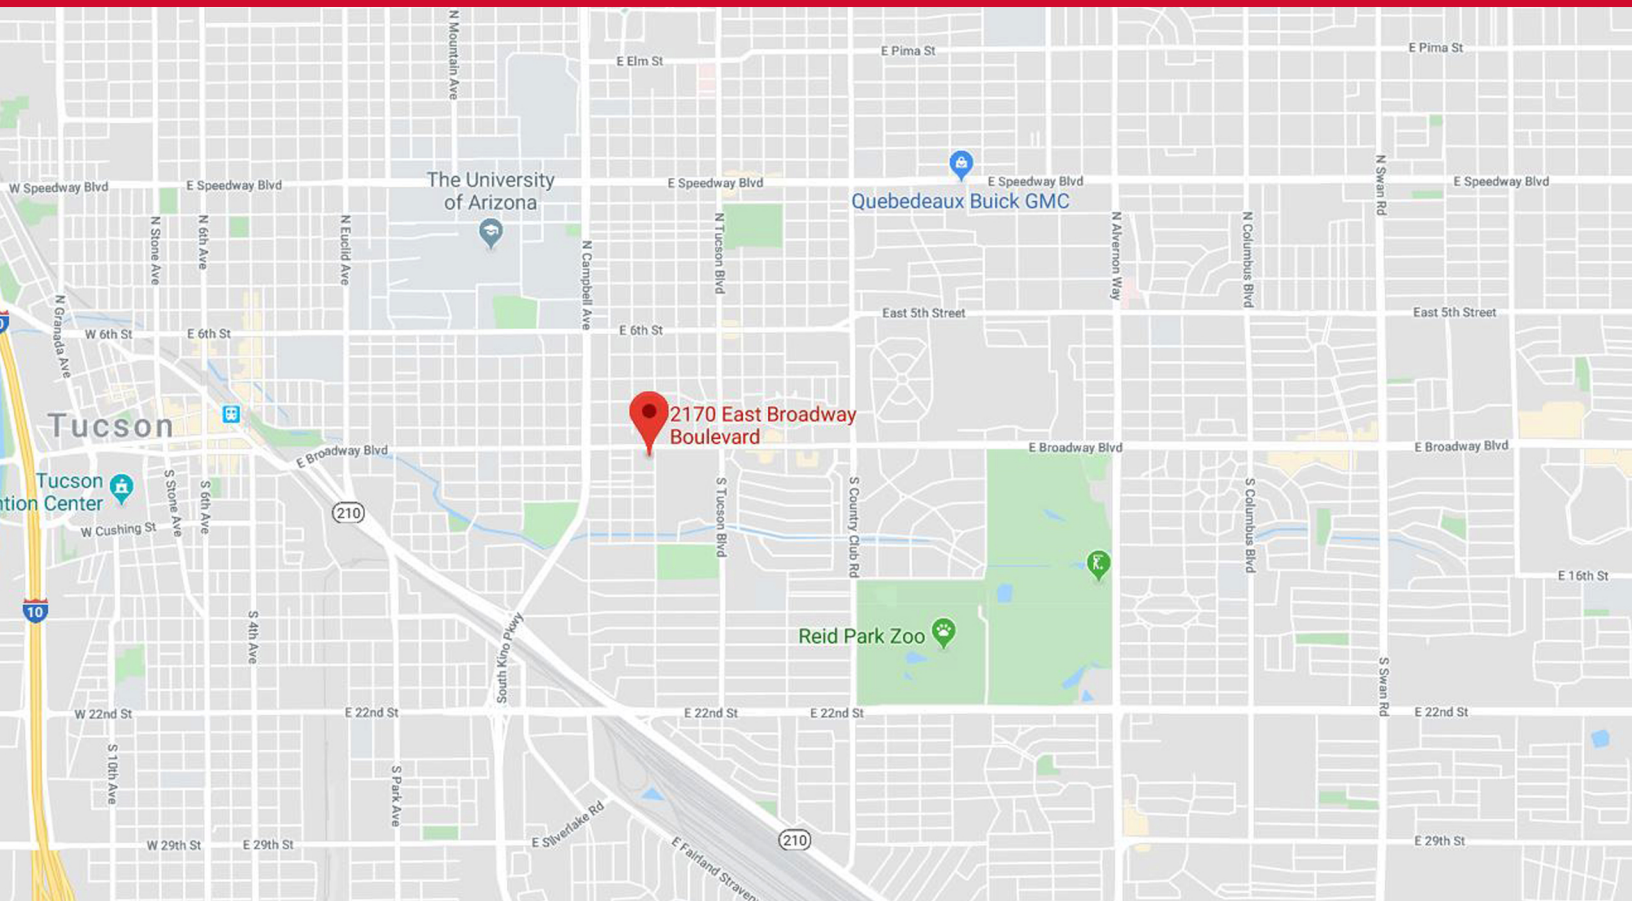 N Mountain Ave
E Elm St
E Pima St
E Pima St
W Speedway Blvd
E Speedway Blvd
The University
of Arizona
E Speedway Blvd
Quebedeaux Buick GMC
E Speedway Blvd
N Swan Rd
E Speedway Blvd
N Stone Ave
N 6th Ave
N Euclid Ave
N Campbell Ave
N Tucson Blvd
N Alvernon Way
N Columbus Blvd
N Granada Ave
W 6th St
E 6th St
E 6th St
East 5th Street
East 5th Street
Tucson
2170 East Broadway
Boulevard
E Broadway Blvd
E Broadway Blvd
E Broadway Blvd
Tucson
ntion Center
S Stone Ave
S 6th Ave
210
S Tucson Blvd
S Country Club Rd
S Columbus Blvd
W Cushing St
E 16th St
10
S 4th Ave
South Kino Pkwy
Reid Park Zoo
S Swan Rd
W 22nd St
E 22nd St
E 22nd St
E 22nd St
E 22nd St
S 10th Ave
S Park Ave
E Silverlake Rd
210
W 29th St
E 29th St
E Fairland Straven
E 29th St